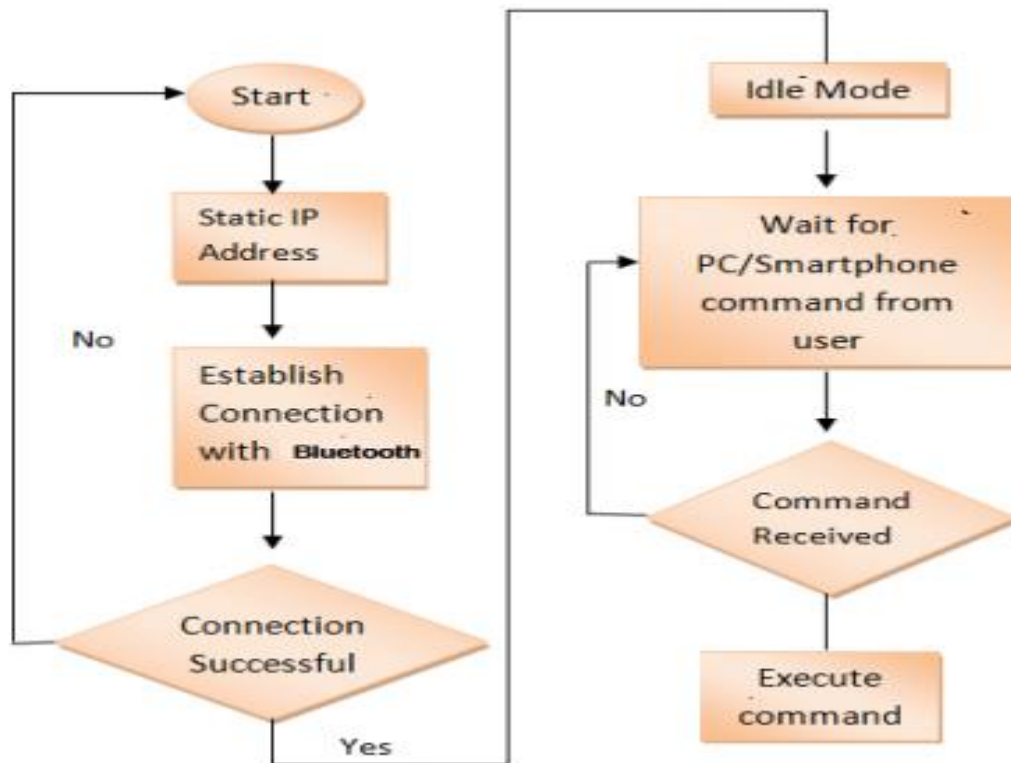 Start
Static IP
Address
Establish
Connection
with Bluetooth
Connection
Successful
No
Yes
Idle Mode
Wait for
PC/Smartphone
command from
user
No
Command
Received
Execute
command